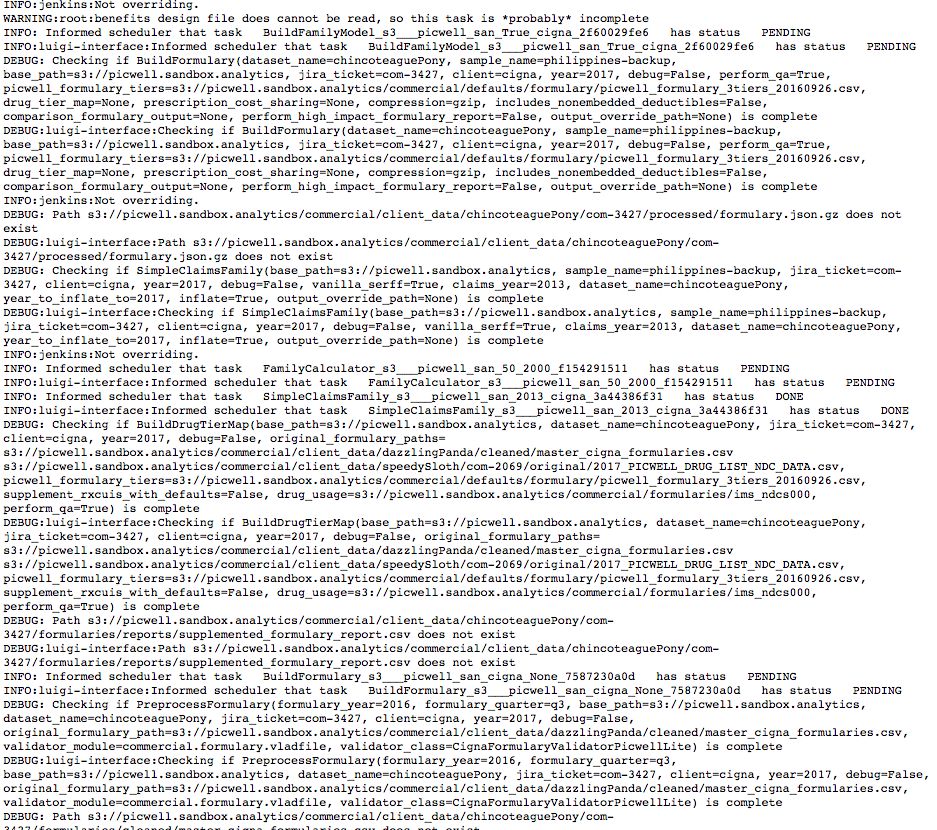 INFO:jenkins:Not overriding.
WARNING:root:benefits design file does cannot be read, so this task is *probably* incomplete
INFO: Informed scheduler that task   BuildFamilyModel_s3___picwell_san_True_cigna_2f60029fe6   has status   PENDING
INFO:luigi-interface:Informed scheduler that task   BuildFamilyModel_s3___picwell_san_True_cigna_2f60029fe6   has status   PENDING
DEBUG: Checking if BuildFormulary(dataset_name=chincoteaguePony, sample_name=philippines-backup,
base_path=s3://picwell.sandbox.analytics, jira_ticket=com-3427, client=cigna, year=2017, debug=False, perform_qa=True,
picwell_formulary_tiers=s3://picwell.sandbox.analytics/commercial/defaults/formulary/picwell_formulary_3tiers_20160926.csv,
drug_tier_map=None, prescription_cost_sharing=None, compression=gzip, includes_nonembedded_deductibles=False,
comparison_formulary_output=None, perform_high_impact_formulary_report=False, output_override_path=None) is complete
DEBUG:luigi-interface:Checking if BuildFormulary(dataset_name=chincoteaguePony, sample_name=philippines-backup,
base_path=s3://picwell.sandbox.analytics, jira_ticket=com-3427, client=cigna, year=2017, debug=False, perform_qa=True,
picwell_formulary_tiers=s3://picwell.sandbox.analytics/commercial/defaults/formulary/picwell_formulary_3tiers_20160926.csv,
drug_tier_map=None, prescription_cost_sharing=None, compression=gzip, includes_nonembedded_deductibles=False,
comparison_formulary_output=None, perform_high_impact_formulary_report=False, output_override_path=None) is complete
INFO:jenkins:Not overriding.
DEBUG: Path s3://picwell.sandbox.analytics/commercial/client_data/chincoteaguePony/com-3427/processed/formulary.json.gz does not
exist
DEBUG:luigi-interface:Path s3://picwell.sandbox.analytics/commercial/client_data/chincoteaguePony/com-
3427/processed/formulary.json.gz does not exist
DEBUG: Checking if SimpleClaimsFamily(base_path=s3://picwell.sandbox.analytics, sample_name=philippines-backup, jira_ticket=com-
3427, client=cigna, year=2017, debug=False, vanilla_serff=True, claims_year=2013, dataset_name=chincoteaguePony,
year_to_inflate_to=2017, inflate=True, output_override_path=None) is complete
DEBUG:luigi-interface:Checking if SimpleClaimsFamily(base_path=s3://picwell.sandbox.analytics, sample_name=philippines-backup,
jira_ticket=com-3427, client=cigna, year=2017, debug=False, vanilla_serff=True, claims_year=2013, dataset_name=chincoteaguePony,
year_to_inflate_to=2017, inflate=True, output_override_path=None) is complete
INFO:jenkins:Not overriding.
INFO: Informed scheduler that task   FamilyCalculator_s3___picwell_san_50_2000_f154291511   has status   PENDING
INFO:luigi-interface:Informed scheduler that task   FamilyCalculator_s3___picwell_san_50_2000_f154291511   has status   PENDING
INFO: Informed scheduler that task   SimpleClaimsFamily_s3___picwell_san_2013_cigna_3a44386f31   has status   DONE
INFO:luigi-interface:Informed scheduler that task   SimpleClaimsFamily_s3___picwell_san_2013_cigna_3a44386f31   has status   DONE
DEBUG: Checking if BuildDrugTierMap(base_path=s3://picwell.sandbox.analytics, dataset_name=chincoteaguePony, jira_ticket=com-3427,
client=cigna, year=2017, debug=False, original_formulary_paths=
s3://picwell.sandbox.analytics/commercial/client_data/dazzlingPanda/cleaned/master_cigna_formularies.csv
s3://picwell.sandbox.analytics/commercial/client_data/speedySloth/com-2069/original/2017_PICWELL_DRUG_LIST_NDC_DATA.csv,
picwell_formulary_tiers=s3://picwell.sandbox.analytics/commercial/defaults/formulary/picwell_formulary_3tiers_20160926.csv,
supplement_rxcuis_with_defaults=False, drug_usage=s3://picwell.sandbox.analytics/commercial/formularies/ims_ndcs000,
perform_qa=True) is complete
DEBUG:luigi-interface:Checking if BuildDrugTierMap(base_path=s3://picwell.sandbox.analytics, dataset_name=chincoteaguePony,
jira_ticket=com-3427, client=cigna, year=2017, debug=False, original_formulary_paths=
s3://picwell.sandbox.analytics/commercial/client_data/dazzlingPanda/cleaned/master_cigna_formularies.csv
s3://picwell.sandbox.analytics/commercial/client_data/speedySloth/com-2069/original/2017_PICWELL_DRUG_LIST_NDC_DATA.csv,
picwell_formulary_tiers=s3://picwell.sandbox.analytics/commercial/defaults/formulary/picwell_formulary_3tiers_20160926.csv,
supplement_rxcuis_with_defaults=False, drug_usage=s3://picwell.sandbox.analytics/commercial/formularies/ims_ndcs000,
perform_qa=True) is complete
DEBUG: Path s3://picwell.sandbox.analytics/commercial/client_data/chincoteaguePony/com-
3427/formularies/reports/supplemented_formulary_report.csv does not exist
DEBUG:luigi-interface:Path s3://picwell.sandbox.analytics/commercial/client_data/chincoteaguePony/com-
3427/formularies/reports/supplemented_formulary_report.csv does not exist
INFO: Informed scheduler that task   BuildFormulary_s3___picwell_san_cigna_None_7587230a0d   has status   PENDING
INFO:luigi-interface:Informed scheduler that task   BuildFormulary_s3___picwell_san_cigna_None_7587230a0d   has status   PENDING
DEBUG: Checking if PreprocessFormulary(formulary_year=2016, formulary_quarter=q3, base_path=s3://picwell.sandbox.analytics,
dataset_name=chincoteaguePony, jira_ticket=com-3427, client=cigna, year=2017, debug=False,
original_formulary_path=s3://picwell.sandbox.analytics/commercial/client_data/dazzlingPanda/cleaned/master_cigna_formularies.csv,
validator_module=commercial.formulary.vladfile, validator_class=CignaFormularyValidatorPicwellLite) is complete
DEBUG:luigi-interface:Checking if PreprocessFormulary(formulary_year=2016, formulary_quarter=q3,
base_path=s3://picwell.sandbox.analytics, dataset_name=chincoteaguePony, jira_ticket=com-3427, client=cigna, year=2017, debug=False,
original_formulary_path=s3://picwell.sandbox.analytics/commercial/client_data/dazzlingPanda/cleaned/master_cigna_formularies.csv,
validator_module=commercial.formulary.vladfile, validator_class=CignaFormularyValidatorPicwellLite) is complete
DEBUG: Path s3://picwell.sandbox.analytics/commercial/client_data/chincoteaguePony/com-
3427/formularies/cleaned/master_cigna_formularies.csv does not exist